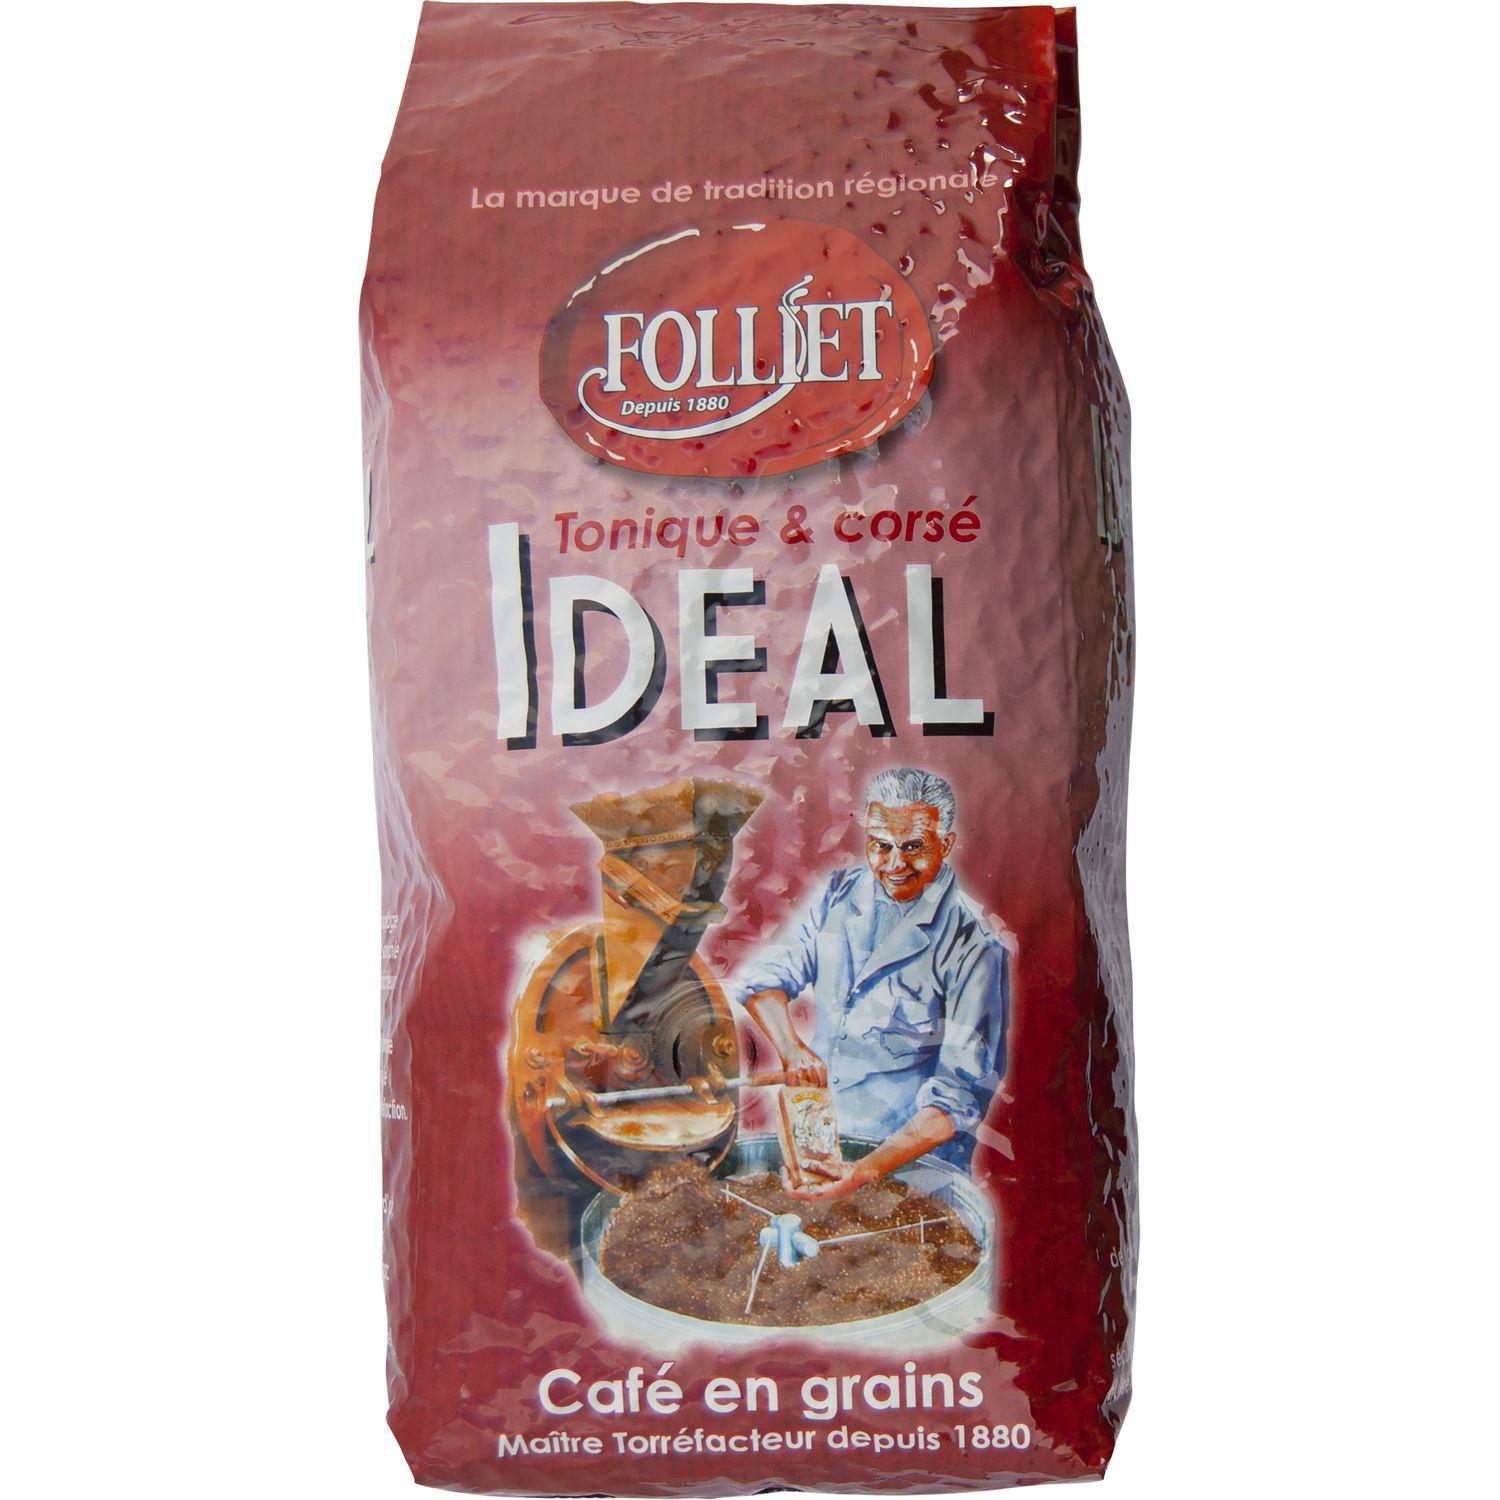 La marque de tradition régionale
FOLLIET
Depuis 1880
Tonique & corsé
IDEAL
Café en grains
Maître Torréfacteur depuis 1880